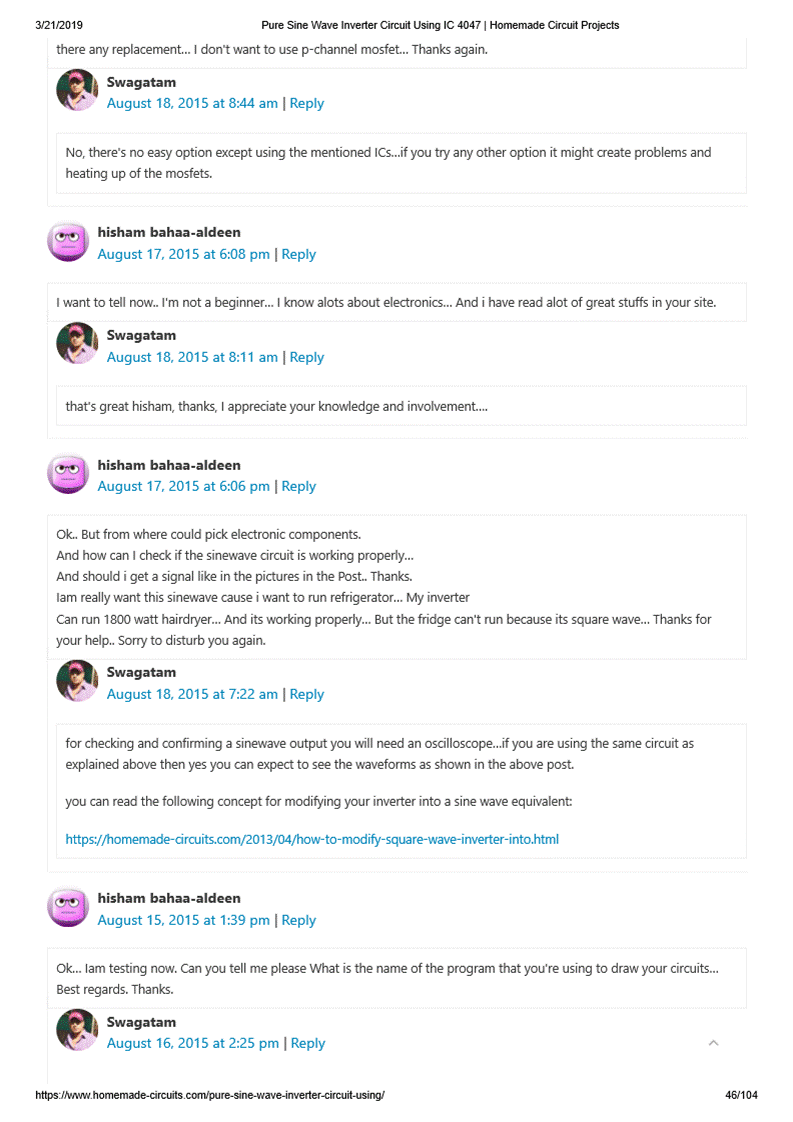 3/21/2019 Pure Sine Wave Inverter Circuit Using IC 4047 | Homemade Circuit Projects
there any replacement... I don't want to use p-channel mosfet... Thanks again.
Swagatam
August 18, 2015 at 8:44 am | Reply
No, there's no easy option except using the mentioned ICs...if you try any other option it might create problems and
heating up of the mosfets.
hisham bahaa-aldeen
August 17, 2015 at 6:08 pm | Reply
I want to tell now.. I'm not a beginner... I know alots about electronics... And i have read alot of great stuffs in your site.
Swagatam
August 18, 2015 at 8:11 am | Reply
that's great hisham, thanks, I appreciate your knowledge and involvement....
hisham bahaa-aldeen
August 17, 2015 at 6:06 pm | Reply
Ok.. But from where could pick electronic components.
And how can I check if the sinewave circuit is working properly...
And should i get a signal like in the pictures in the Post.. Thanks.
Iam really want this sinewave cause i want to run refrigerator... My inverter
Can run 1800 watt hairdryer... And its working properly... But the fridge can't run because its square wave... Thanks for
your help.. Sorry to disturb you again.
Swagatam
August 18, 2015 at 7:22 am | Reply
for checking and confirming a sinewave output you will need an oscilloscope...if you are using the same circuit as
explained above then yes you can expect to see the waveforms as shown in the above post.
you can read the following concept for modifying your inverter into a sine wave equivalent:
https://homemade-circuits.com/2013/04/how-to-modify-square-wave-inverter-into.html
hisham bahaa-aldeen
August 15, 2015 at 1:39 pm | Reply
Ok... Iam testing now. Can you tell me please What is the name of the program that you're using to draw your circuits...
Best regards. Thanks.
Swagatam
August 16, 2015 at 2:25 pm | Reply
https://www.homemade-circuits.com/pure-sine-wave-inverter-circuit-using/ 46/104